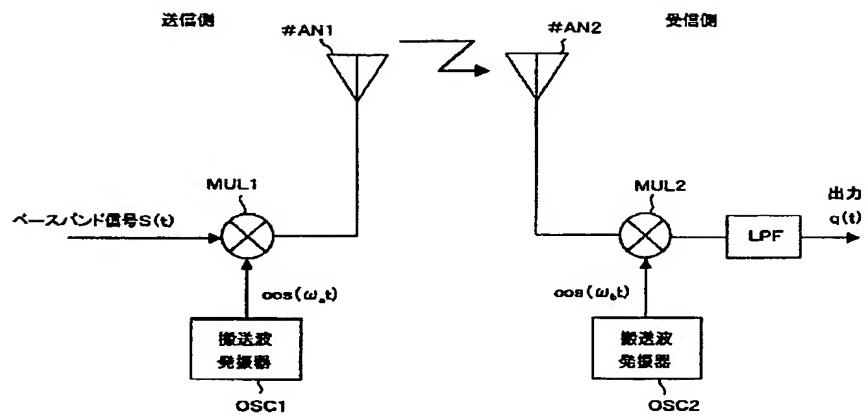 送信側
受信側
#AN1
#AN2
MUL1
MUL2
出力
q(t)
ベースバンド信号S(t)
LPF
cos(ωat)
cos(ωbt)
搬送波
発振器
搬送波
発振器
OSC1
OSC2